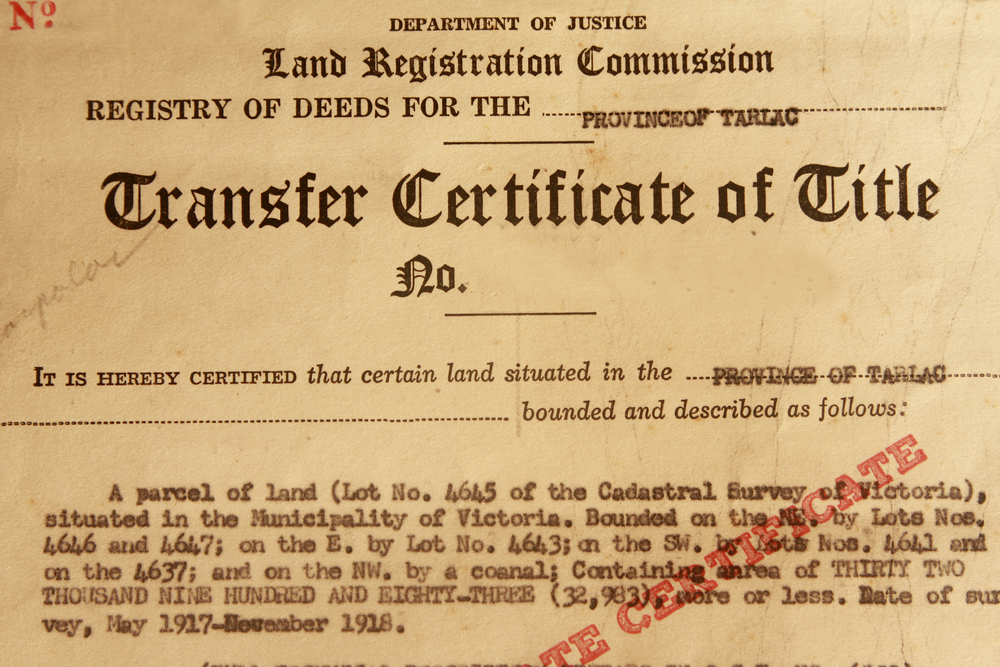 Nº
DEPARTMENT OF JUSTICE
Land Registration Commission
REGISTRY OF DEEDS FOR THE PROVINCEOF TARLAC
Transfer Certificate of Title
No.
IT IS HEREBY CERTIFIED that certain land situated in the PROVINCE OF TARLAC
bounded and described as follows:
A parcel of land (Lot No. 4645 of the Cadastral Survey of Victoria),
situated in the Municipality of Victoria. Bounded on the NE. by Lots Nos.
4646 and 4647; on the E. by Lot No. 4643; on the SW. by Lots Nos. 4641 and
on the 4637; and on the NW. by a coanal; Containing anrea of THIRTY TWO
THOUSAND NINE HUNDRED AND EIGHTY-THREE (32,983), more or less. Date of sur
vey, May 1917-November 1918.
TE CERTIFICATE